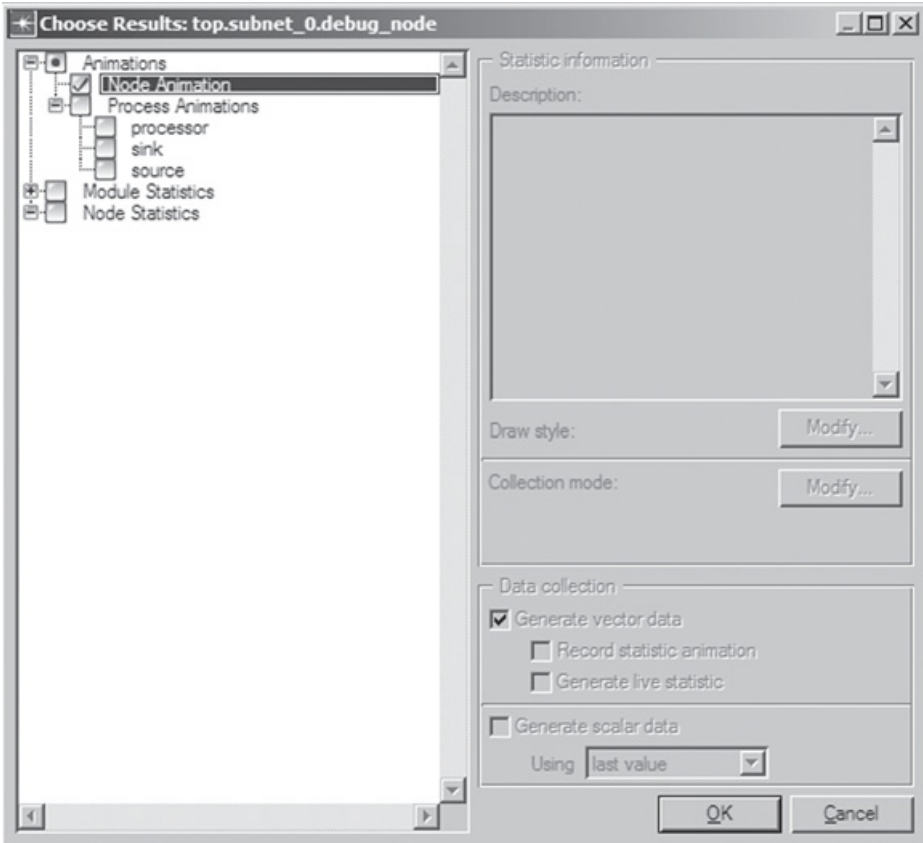 Choose Results: top.subnet_0.debug_node
Animations
Node Animation
Process Animations
processor
sink
source
Module Statistics
Node Statistics
Statistic information
Description:
Draw style:
Modify...
Collection mode:
Modify...
Data collection
Generate vector data
Record statistic animation
Generate live statistic
Generate scalar data
Using last value
OK
Cancel